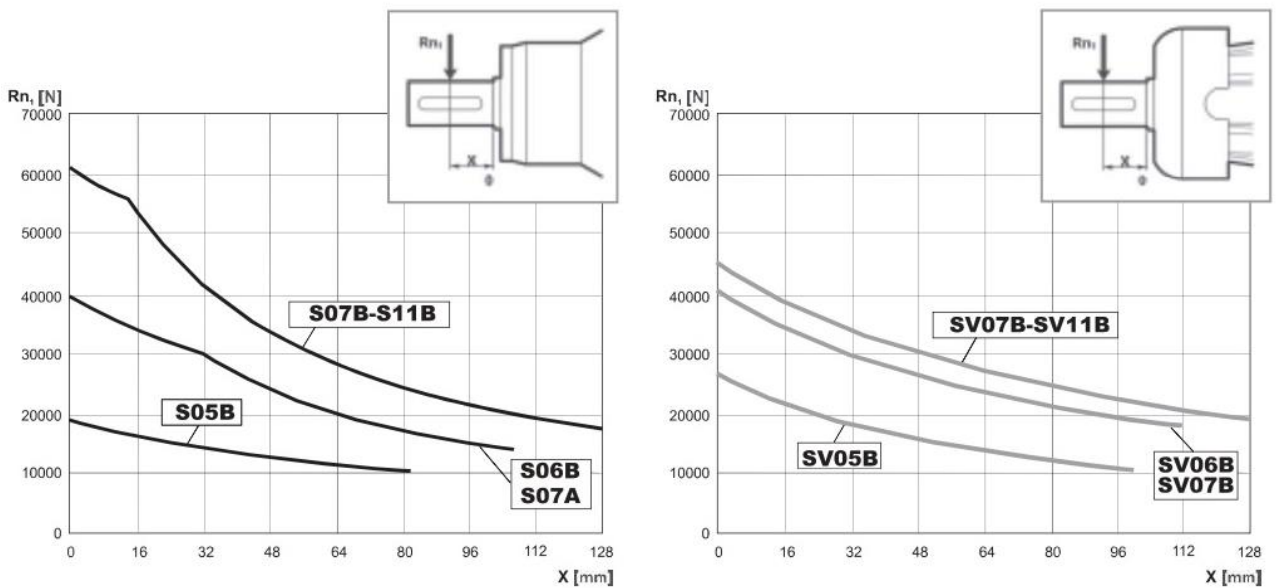 Rn₁ [N]
70000
60000
50000
40000
30000
20000
10000
0
0 16 32 48 64 80 96 112 128
X [mm]
Rn₁
X
0
S07B-S11B
S05B
S06B
S07A
Rn₁ [N]
70000
60000
50000
40000
30000
20000
10000
0
0 16 32 48 64 80 96 112 128
X [mm]
Rn₁
X
0
SV07B-SV11B
SV05B
SV06B
SV07B